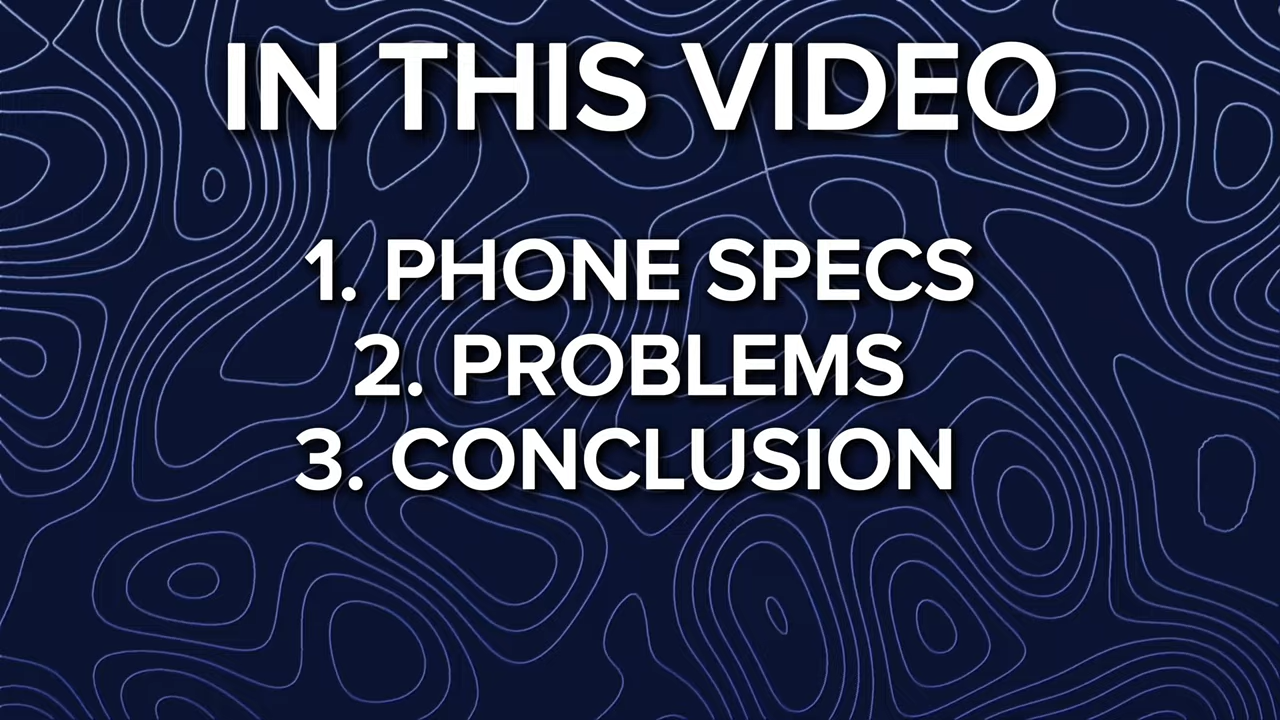 IN THIS VIDEO
1. PHONE SPECS
2. PROBLEMS
3. CONCLUSION